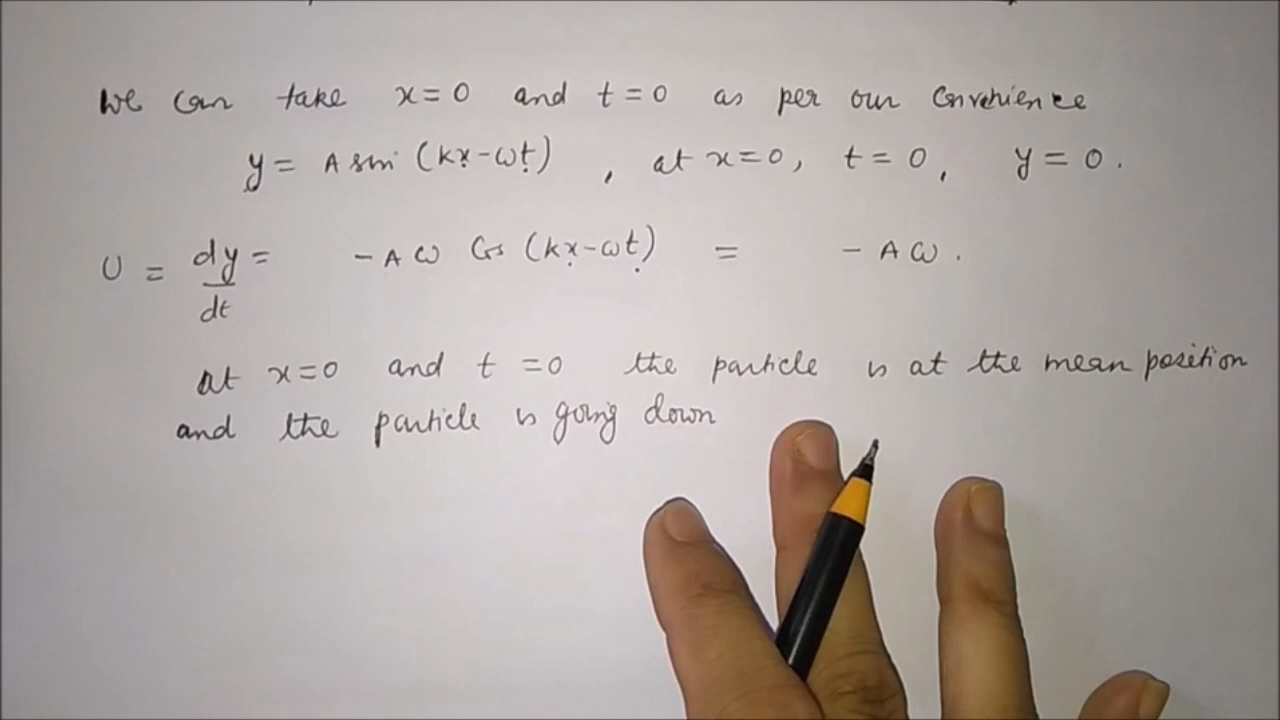 We can take x=0 and t=0 as per our convenience
y = A sin (kx-ωt) , at x=0, t=0, y=0.
U = dy/dt = -Aω Cos (kx-ωt) = -Aω.
at x=0 and t=0 the particle is at the mean position
and the particle is going down